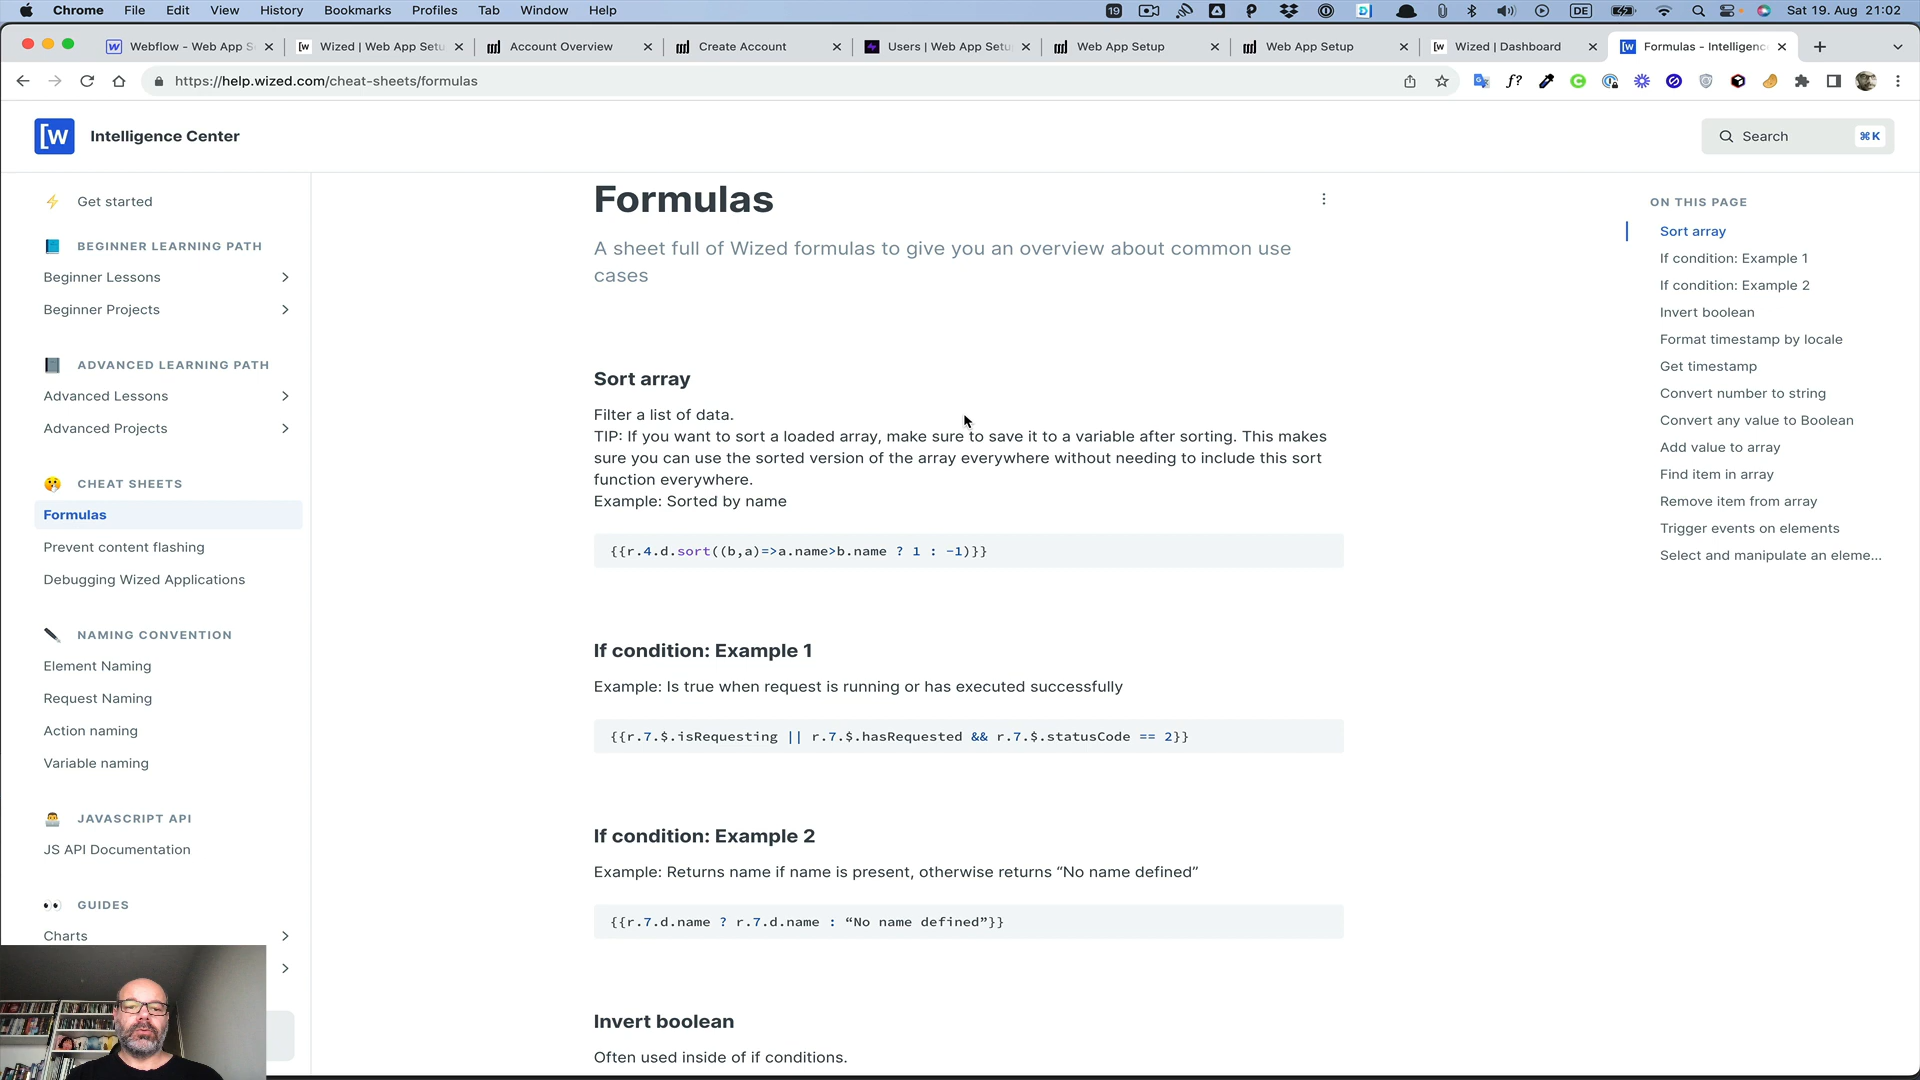 Chrome File Edit View History Bookmarks Profiles Tab Window Help
19 DE Sat 19. Aug 21:02
Webflow - Web App S
Wized | Web App Setu
Account Overview
Create Account
Users | Web App Setu
Web App Setup
Web App Setup
Wized | Dashboard
Formulas - Intelligenc
https://help.wized.com/cheat-sheets/formulas
f?
[W Intelligence Center
Search ⌘K
Get started
BEGINNER LEARNING PATH
Beginner Lessons
Beginner Projects
ADVANCED LEARNING PATH
Advanced Lessons
Advanced Projects
CHEAT SHEETS
Formulas
Prevent content flashing
Debugging Wized Applications
NAMING CONVENTION
Element Naming
Request Naming
Action naming
Variable naming
JAVASCRIPT API
JS API Documentation
GUIDES
Charts
Formulas
A sheet full of Wized formulas to give you an overview about common use
cases
Sort array
Filter a list of data.
TIP: If you want to sort a loaded array, make sure to save it to a variable after sorting. This makes
sure you can use the sorted version of the array everywhere without needing to include this sort
function everywhere.
Example: Sorted by name
{{r.4.d.sort((b,a)=>a.name>b.name ? 1 : -1)}}
If condition: Example 1
Example: Is true when request is running or has executed successfully
{{r.7.$.isRequesting || r.7.$.hasRequested && r.7.$.statusCode == 2}}
If condition: Example 2
Example: Returns name if name is present, otherwise returns “No name defined”
{{r.7.d.name ? r.7.d.name : “No name defined”}}
Invert boolean
Often used inside of if conditions.
ON THIS PAGE
Sort array
If condition: Example 1
If condition: Example 2
Invert boolean
Format timestamp by locale
Get timestamp
Convert number to string
Convert any value to Boolean
Add value to array
Find item in array
Remove item from array
Trigger events on elements
Select and manipulate an eleme...